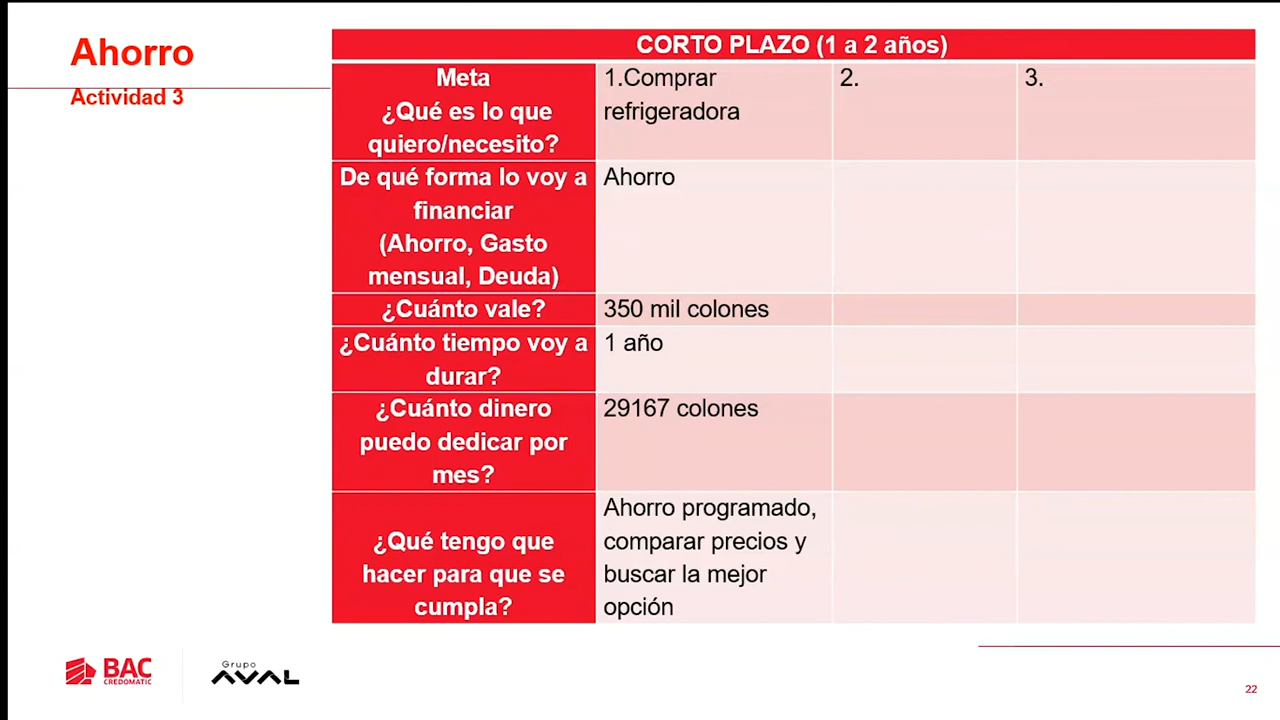 Ahorro
Actividad 3
CORTO PLAZO (1 a 2 años)
Meta
¿Qué es lo que
quiero/necesito?
1.Comprar
refrigeradora
2.
3.
De qué forma lo voy a
financiar
(Ahorro, Gasto
mensual, Deuda)
Ahorro
¿Cuánto vale?
350 mil colones
¿Cuánto tiempo voy a
durar?
1 año
¿Cuánto dinero
puedo dedicar por
mes?
29167 colones
¿Qué tengo que
hacer para que se
cumpla?
Ahorro programado,
comparar precios y
buscar la mejor
opción
BAC
CREDOMATIC
Grupo
AVAL
22